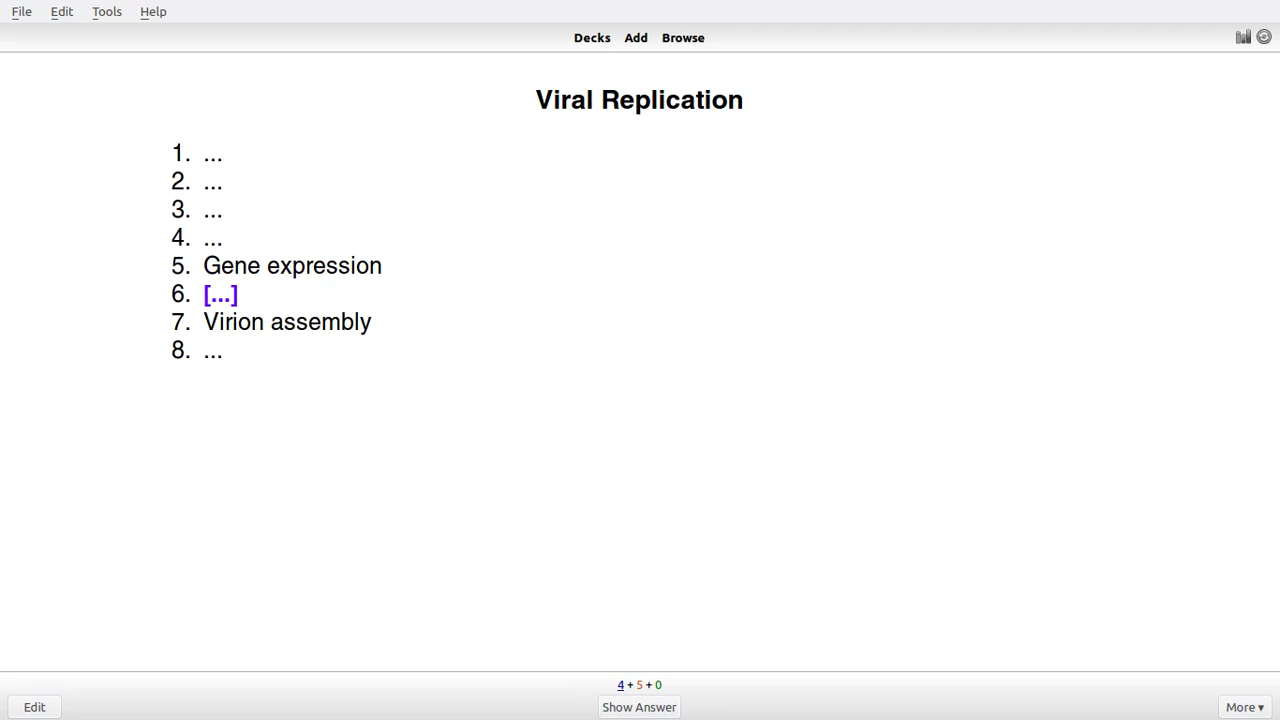 File Edit Tools Help
Decks Add Browse
Viral Replication
1. ...
2. ...
3. ...
4. ...
5. Gene expression
6. [...]
7. Virion assembly
8. ...
4 + 5 + 0
Edit Show Answer More ▾